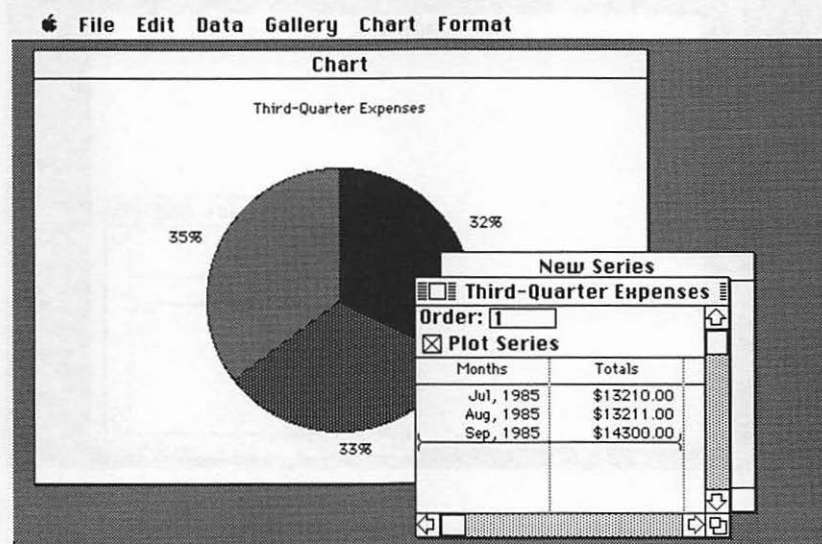 File Edit Data Gallery Chart Format
Chart
Third-Quarter Expenses
32%
35%
33%
New Series
Third-Quarter Expenses
Order: 1
Plot Series
Months Totals
Jul, 1985 $13210.00
Aug, 1985 $13211.00
Sep, 1985 $14300.00